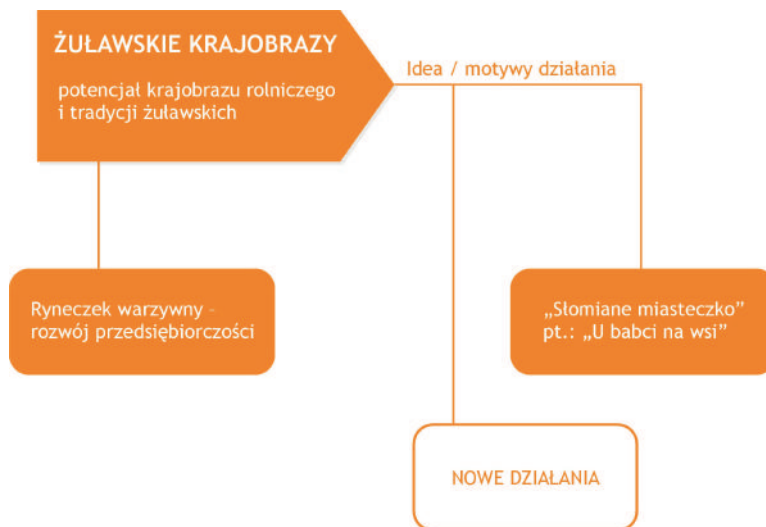 ŻUŁAWSKIE KRAJOBRAZY
potencjał krajobrazu rolniczego
i tradycji żuławskich
Idea / motywy działania
Ryneczek warzywny –
rozwój przedsiębiorczości
„Słomiane miasteczko”
pt.: „U babci na wsi”
NOWE DZIAŁANIA